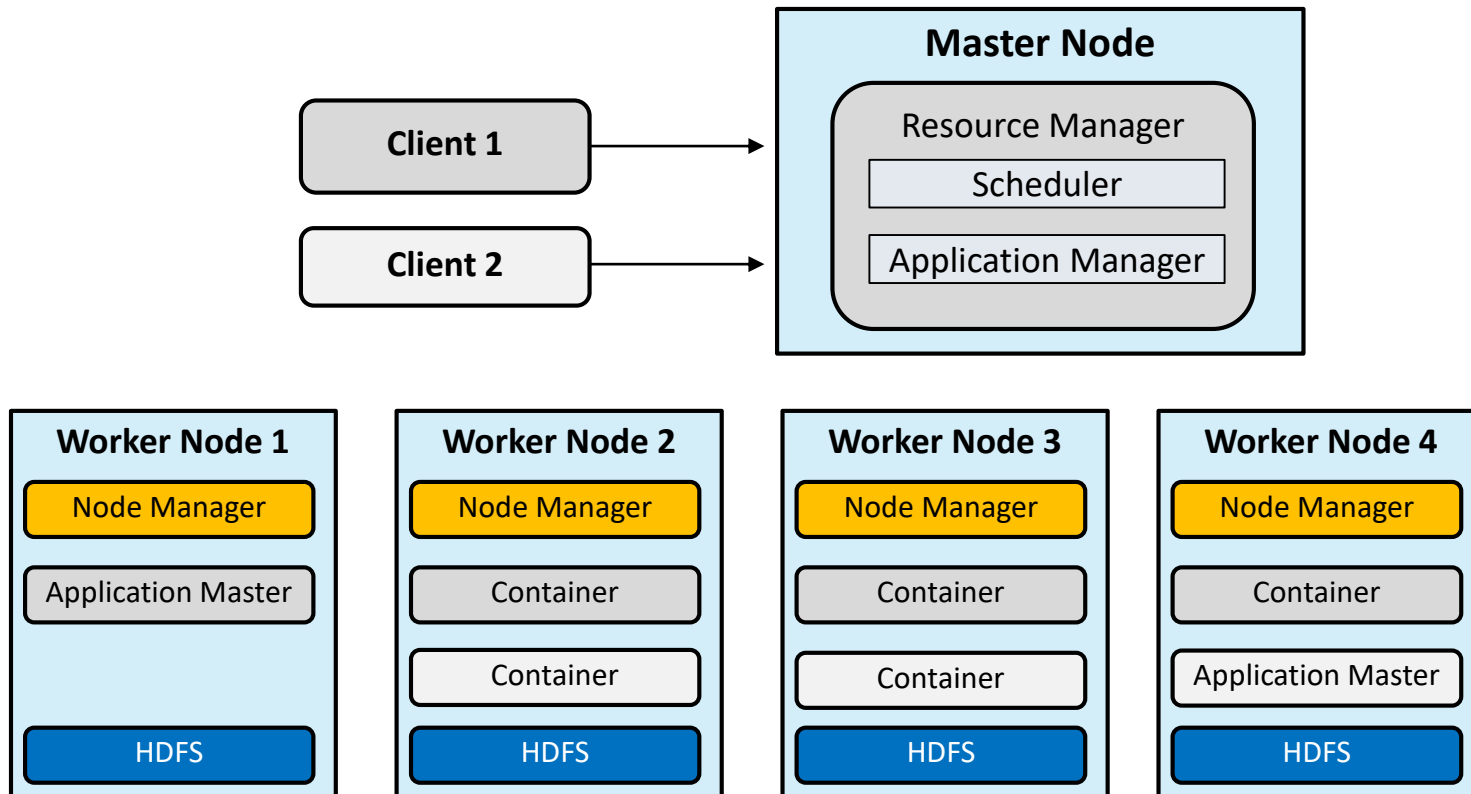 Master Node
Resource Manager
Scheduler
Application Manager
Client 1
Client 2
Worker Node 1
Node Manager
Application Master
HDFS
Worker Node 2
Node Manager
Container
Container
HDFS
Worker Node 3
Node Manager
Container
Container
HDFS
Worker Node 4
Node Manager
Container
Application Master
HDFS